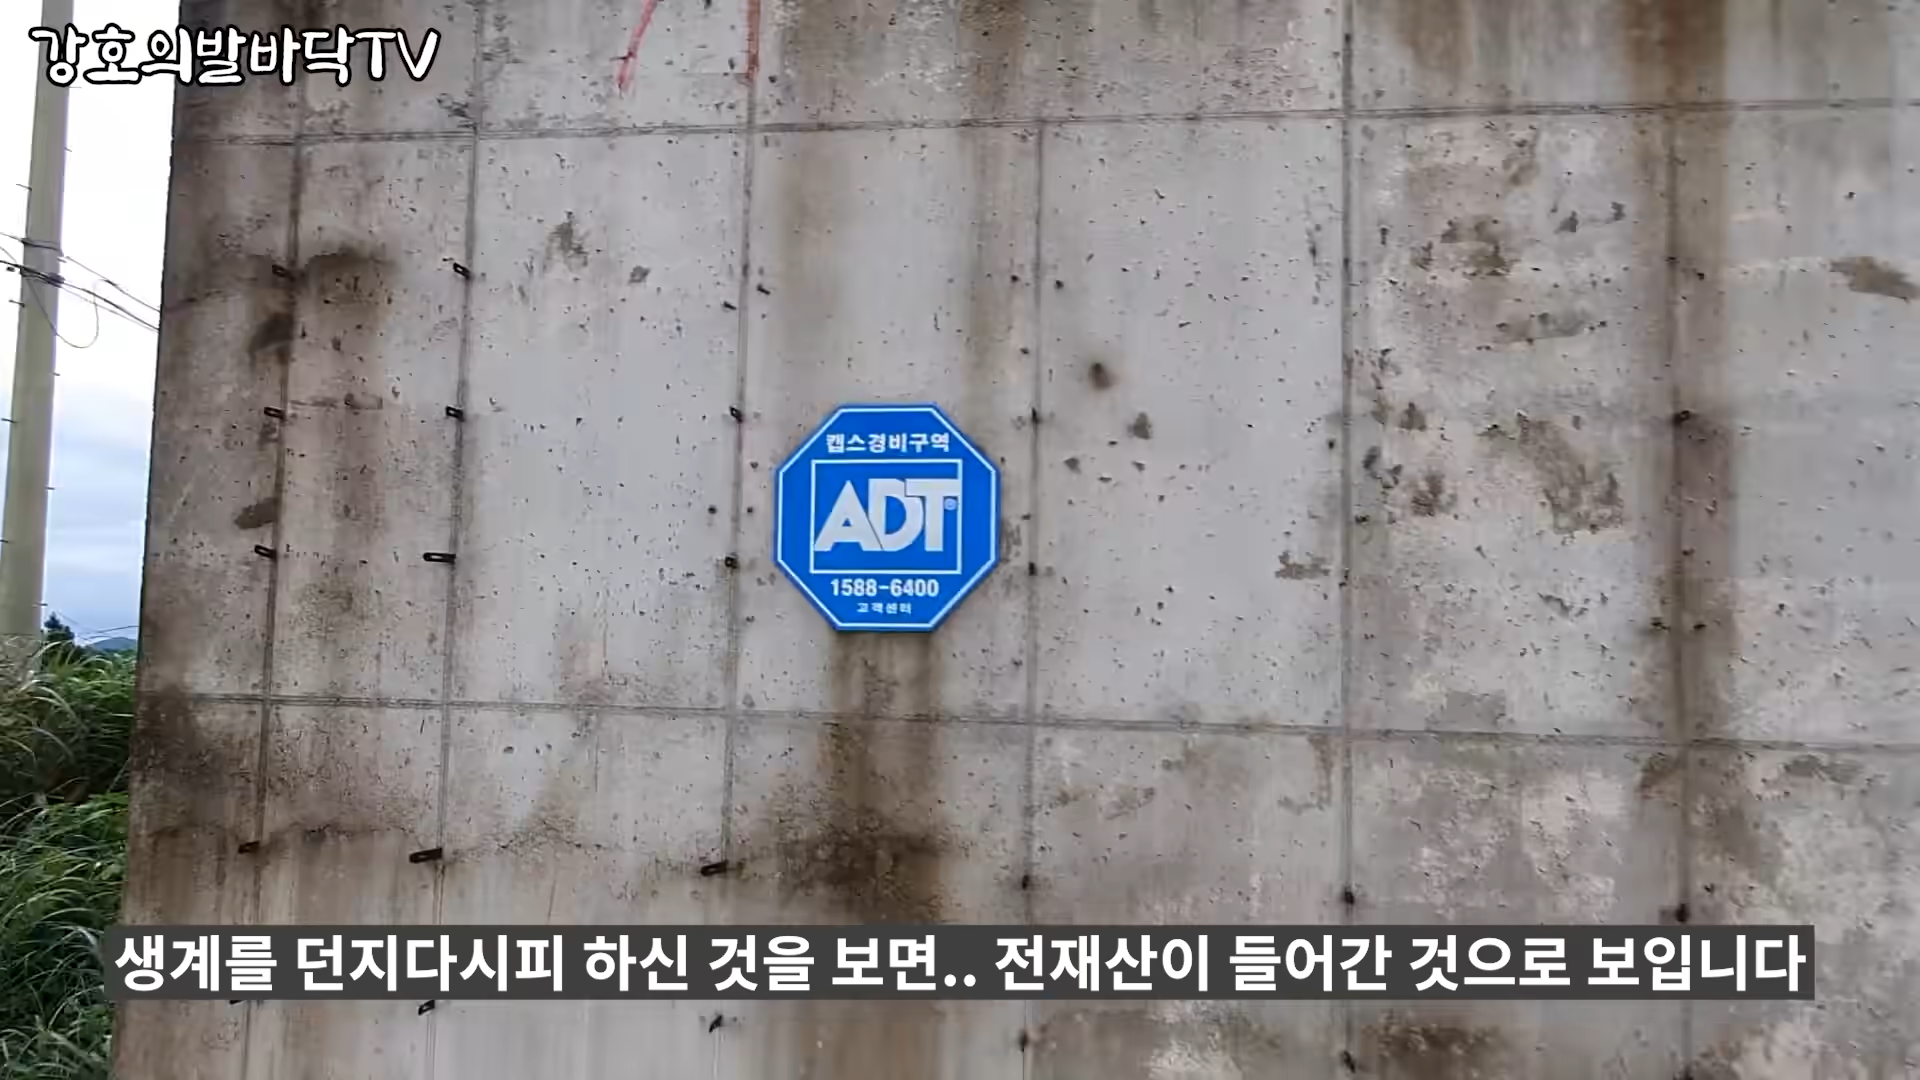 강호의발바닥TV
캡스경비구역
ADT®
1588-6400
고객센터
생계를 던지다시피 하신 것을 보면.. 전재산이 들어간 것으로 보입니다